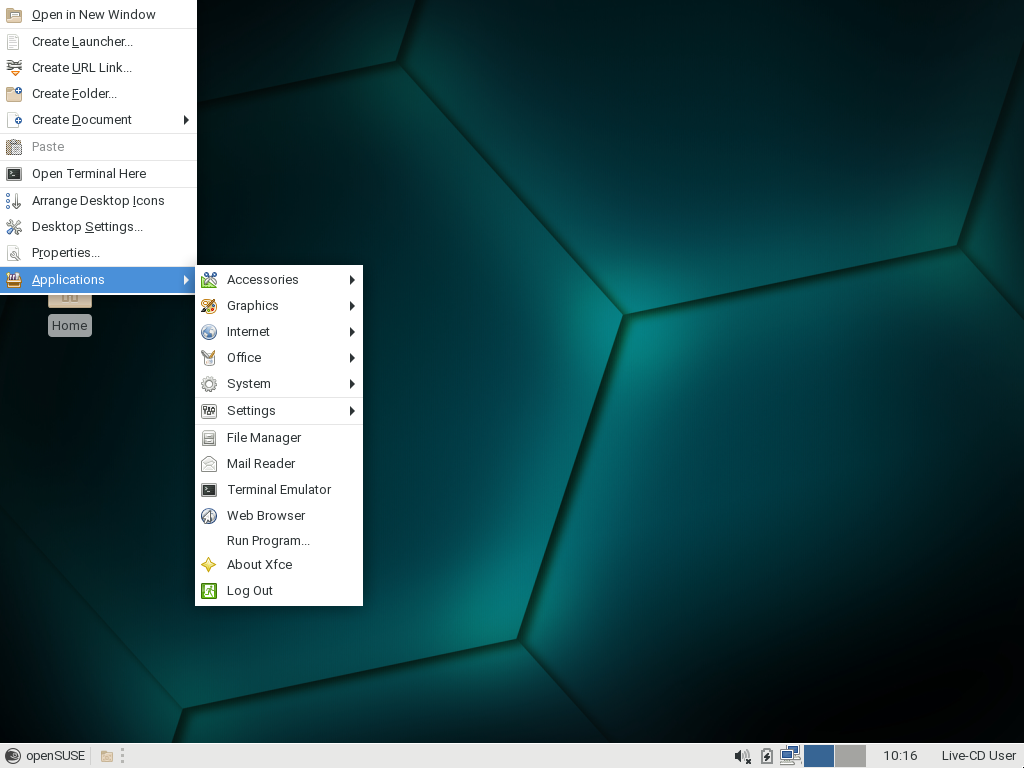 Open in New Window
Create Launcher...
Create URL Link...
Create Folder...
Create Document
Paste
Open Terminal Here
Arrange Desktop Icons
Desktop Settings...
Properties...
Applications
Home
Accessories
Graphics
Internet
Office
System
Settings
File Manager
Mail Reader
Terminal Emulator
Web Browser
Run Program...
About Xfce
Log Out
openSUSE
10:16
Live-CD User